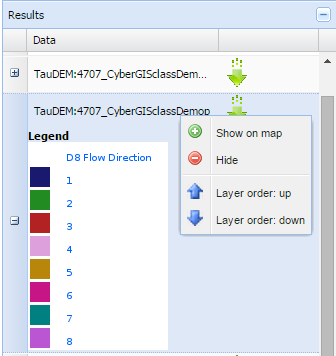 Results
Data
TauDEM:4707_CyberGISclassDem...
TauDEM:4707_CyberGISclassDemop
Legend
D8 Flow Direction
1
2
3
4
5
6
7
8
Show on map
Hide
Layer order: up
Layer order: down